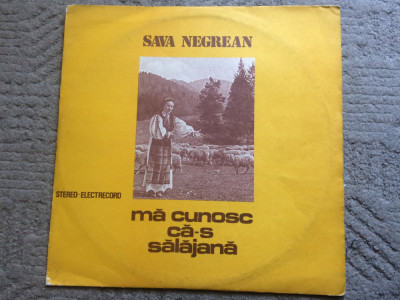 SAVA NEGREAN
STEREO-ELECTRECORD
mă cunosc
că-s
sălăjană